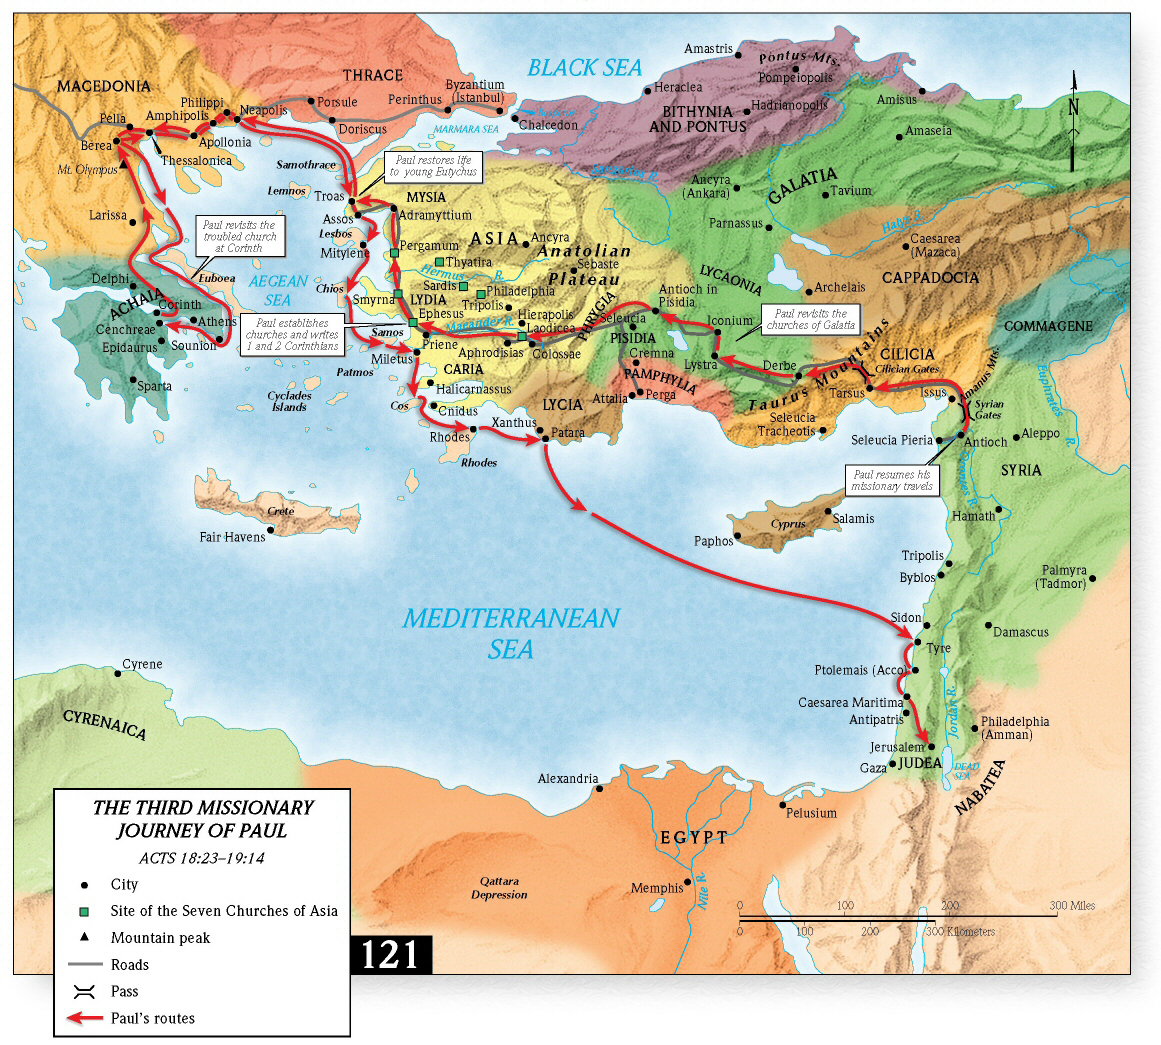 BLACK SEA
Amastris
Pontus Mts.
Pompeiopolis
MACEDONIA
THRACE
Byzantium
(Istanbul)
Heraclea
Amisus
Philippi
Neapolis
Porsule
Perinthus
Hadrianopolis
Amphipolis
BITHYNIA
AND PONTUS
Pella
Doriscus
MARMARA SEA
Chalcedon
Amaseia
Berea
Apollonia
Thessalonica
Mt. Olympus
Samothrace
Paul restores life
to young Eutychus
Ancyra
(Ankara)
GALATIA
Tavium
Lemnos
Troas
MYSIA
Larissa
Assos
Adramyttium
Parnassus
Halys R.
Paul revisits the
troubled church
at Corinth
Lesbos
Mitylene
Pergamum
ASIA
Ancyra
Anatolian
Plateau
Caesarea
(Mazaca)
Thyatira
Sebaste
Delphi
Euboea
AEGEAN
SEA
Hermus R.
LYCAONIA
CAPPADOCIA
Chios
Sardis
Philadelphia
Archelais
ACHAIA
Corinth
Smyrna
LYDIA
Tripolis
PHRYGIA
Antioch in
Pisidia
Ephesus
Hierapolis
Paul revisits the
churches of Galatia
Cenchreae
Athens
Paul establishes
churches and writes
1 and 2 Corinthians
Samos
Maeander R.
Laodicea
Seleucia
Iconium
COMMAGENE
Epidaurus
Sounion
Priene
PISIDIA
Miletus
Aphrodisias
Colossae
Cremna
Lystra
Derbe
CILICIA
Cilician Gates
Patmos
CARIA
PAMPHYLIA
Taurus Mountains
Amanus Mts.
Euphrates R.
Sparta
Halicarnassus
Attalia
Perga
Tarsus
Issus
Syrian
Gates
Cyclades
Islands
Cos
Cnidus
LYCIA
Seleucia
Tracheotis
Xanthus
Rhodes
Patara
Seleucia Pieria
Antioch
Aleppo
Rhodes
Paul resumes his
missionary travels
SYRIA
Crete
Cyprus
Salamis
Hamath
Fair Havens
Paphos
Tripolis
Byblos
Palmyra
(Tadmor)
MEDITERRANEAN
SEA
Sidon
Damascus
Tyre
Cyrene
Ptolemais (Acco)
CYRENAICA
Caesarea Maritima
Jordan R.
Antipatris
Philadelphia
(Amman)
Jerusalem
JUDEA
Gaza
DEAD
SEA
NABATEA
Alexandria
Pelusium
EGYPT
Qattara
Depression
Memphis
Nile R.
N
0 100 200 300 Miles
0 100 200 300 Kilometers
THE THIRD MISSIONARY
JOURNEY OF PAUL
ACTS 18:23–19:14
City
Site of the Seven Churches of Asia
Mountain peak
Roads
Pass
Paul's routes
121